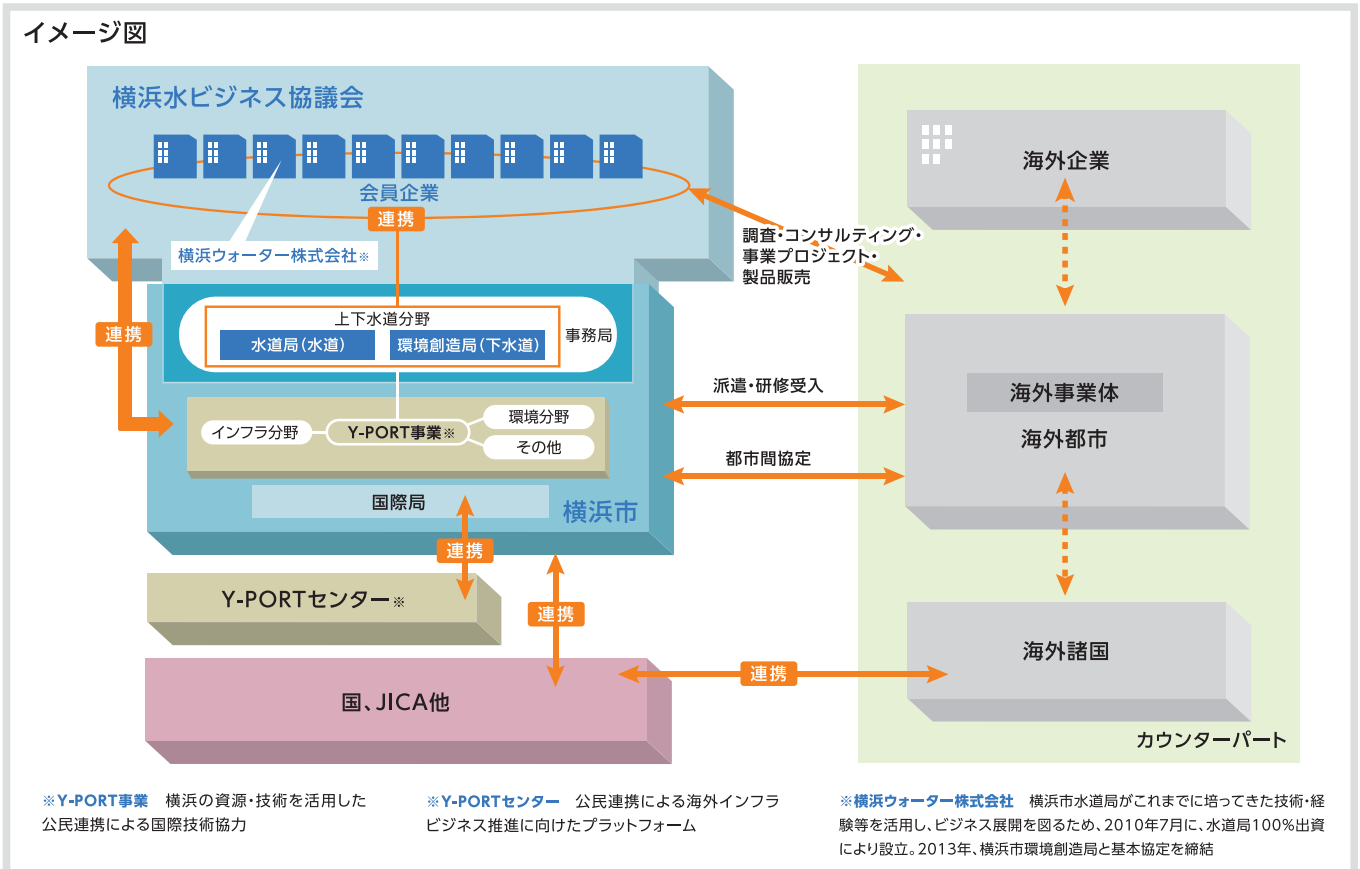 イメージ図
横浜水ビジネス協議会
会員企業
連携
横浜ウォーター株式会社※
連携
上下水道分野
水道局(水道)
環境創造局(下水道)
事務局
インフラ分野
Y-PORT事業※
環境分野
その他
国際局
横浜市
連携
Y-PORTセンター※
連携
国、JICA他
調査・コンサルティング・
事業プロジェクト・
製品販売
派遣・研修受入
都市間協定
連携
海外企業
海外事業体
海外都市
海外諸国
カウンターパート
※Y-PORT事業 横浜の資源・技術を活用した
公民連携による国際技術協力
※Y-PORTセンター 公民連携による海外インフラ
ビジネス推進に向けたプラットフォーム
※横浜ウォーター株式会社 横浜市水道局がこれまでに培ってきた技術・経
験等を活用し、ビジネス展開を図るため、2010年7月に、水道局100%出資
により設立。2013年、横浜市環境創造局と基本協定を締結